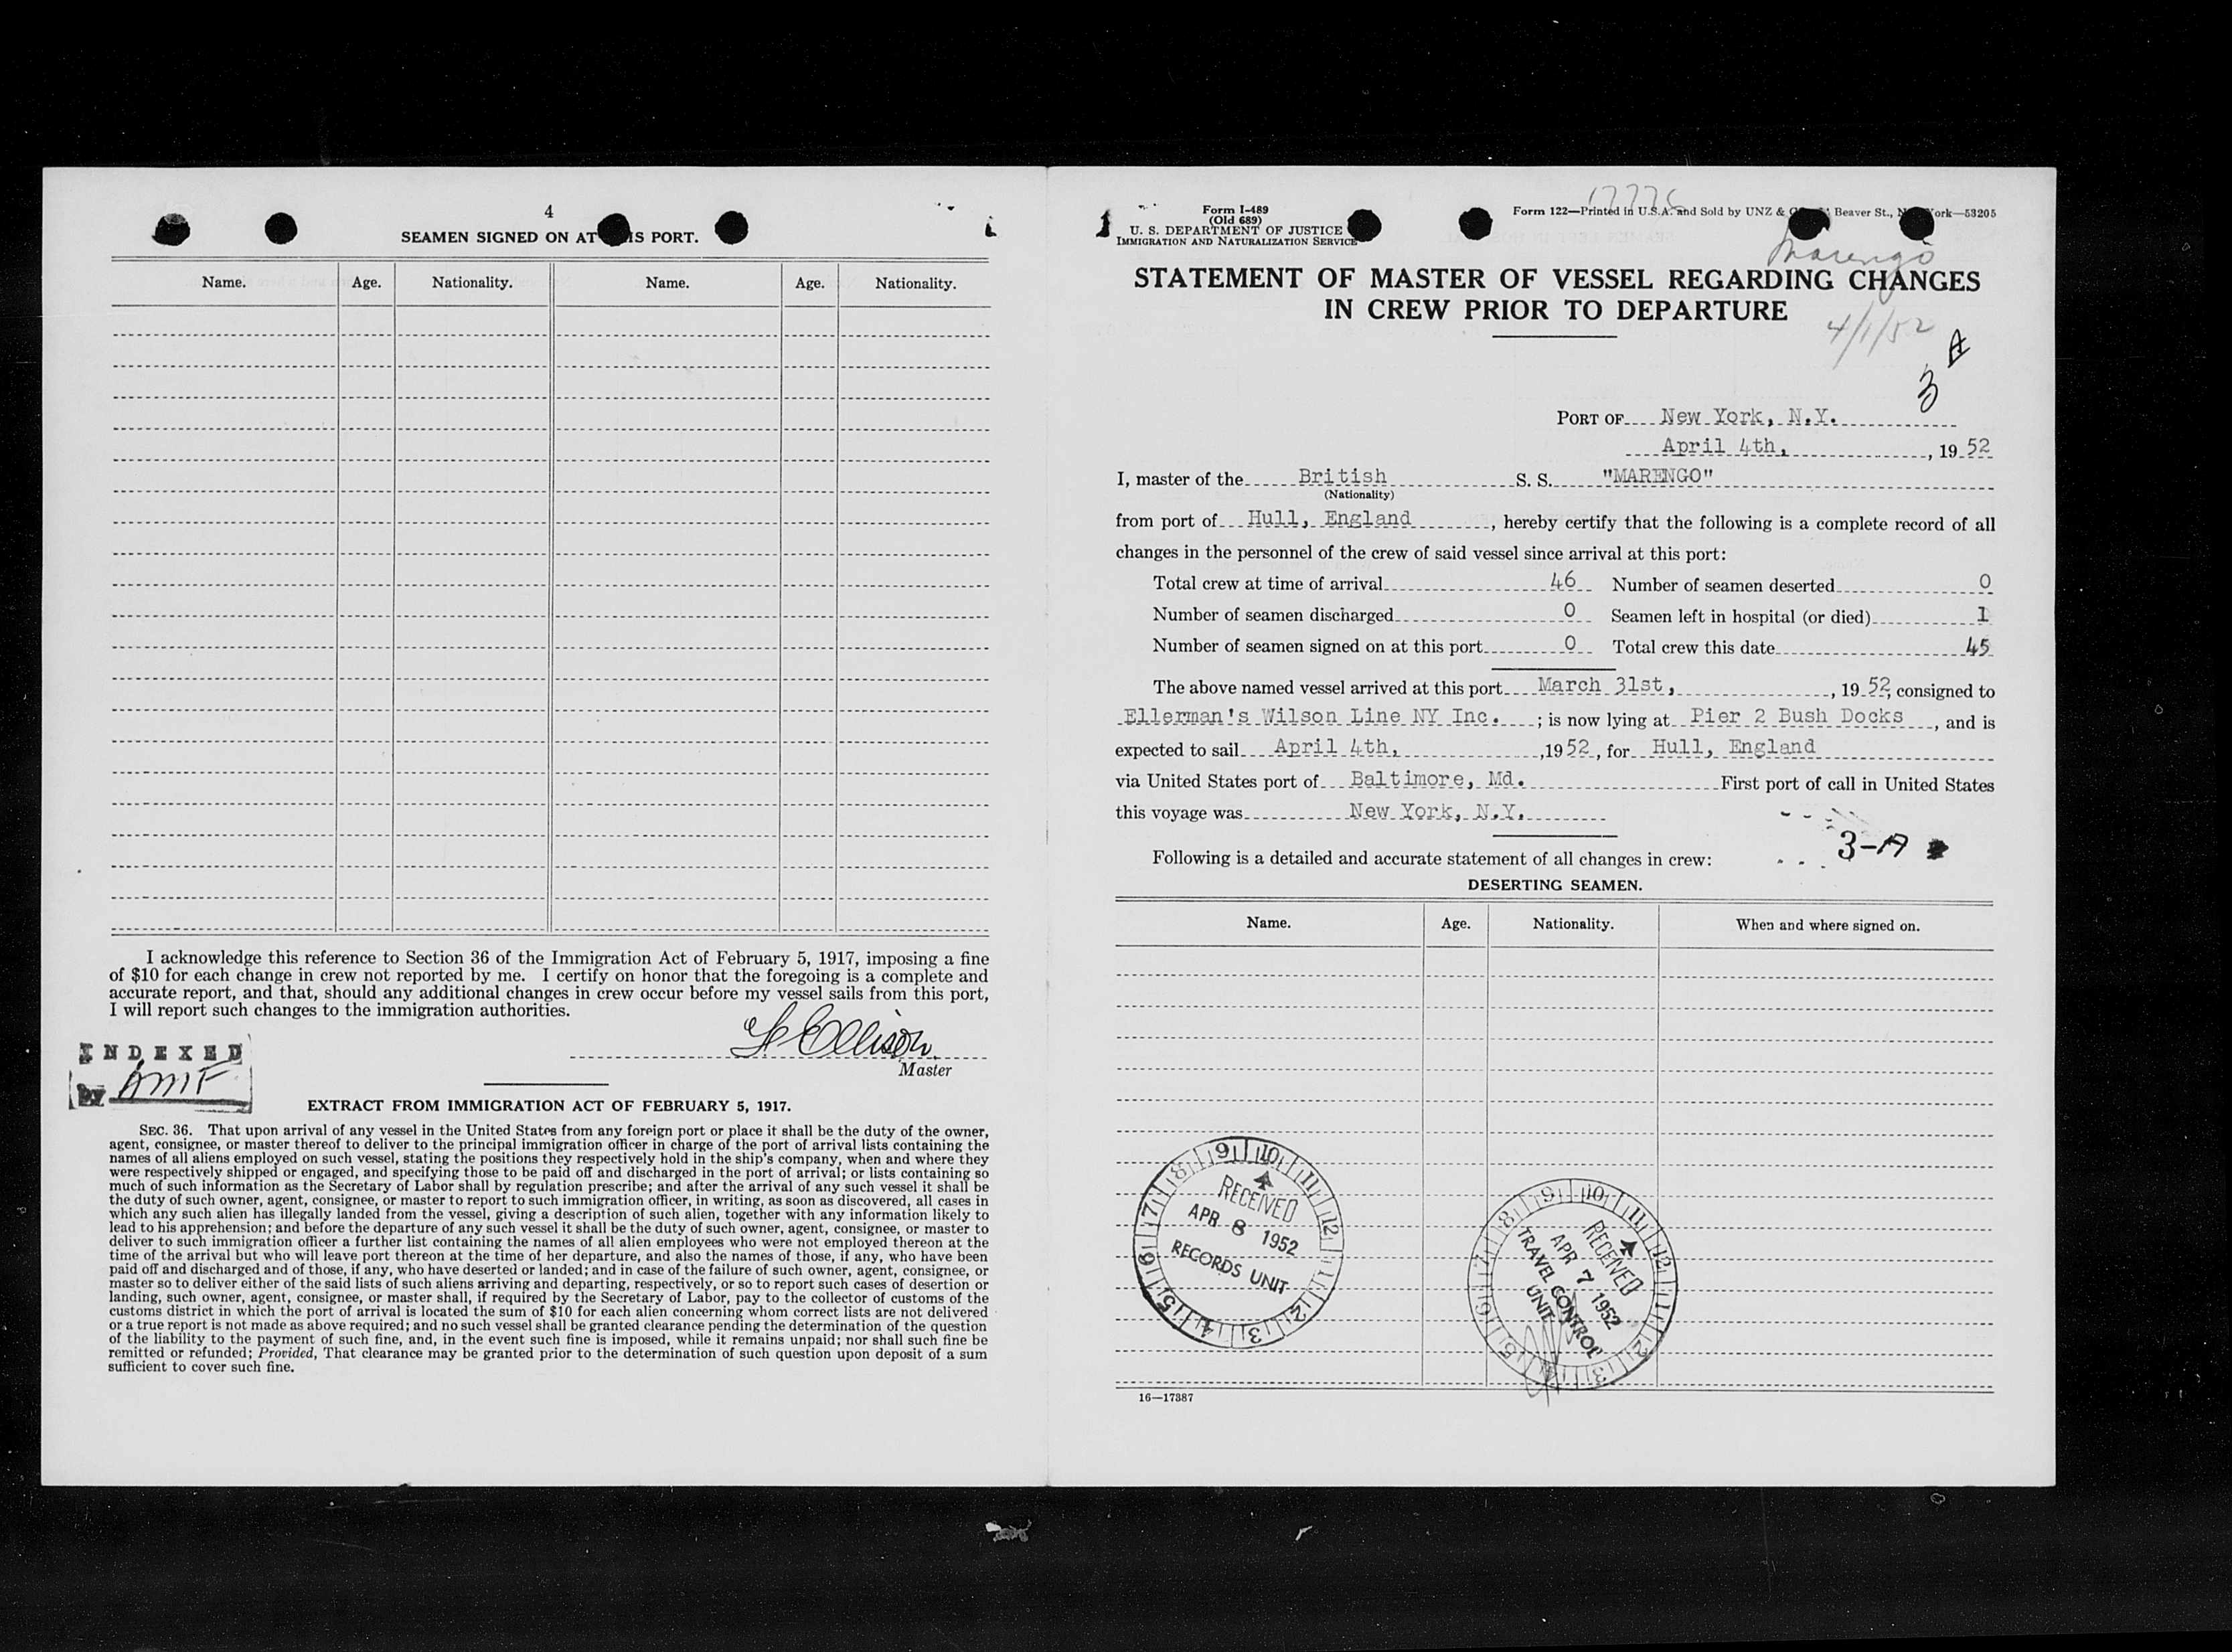 4
SEAMEN SIGNED ON AT IS PORT.
Name. Age. Nationality. Name. Age. Nationality.
I acknowledge this reference to Section 36 of the Immigration Act of February 5, 1917, imposing a fine
of $10 for each change in crew not reported by me. I certify on honor that the foregoing is a complete and
accurate report, and that, should any additional changes in crew occur before my vessel sails from this port,
I will report such changes to the immigration authorities.
Ellison
Master
INDEXED
BY AMF
EXTRACT FROM IMMIGRATION ACT OF FEBRUARY 5, 1917.
SEC. 36. That upon arrival of any vessel in the United States from any foreign port or place it shall be the duty of the owner,
agent, consignee, or master thereof to deliver to the principal immigration officer in charge of the port of arrival lists containing the
names of all aliens employed on such vessel, stating the positions they respectively hold in the ship's company, when and where they
were respectively shipped or engaged, and specifying those to be paid off and discharged in the port of arrival; or lists containing so
much of such information as the Secretary of Labor shall by regulation prescribe; and after the arrival of any such vessel it shall be
the duty of such owner, agent, consignee, or master to report to such immigration officer, in writing, as soon as discovered, all cases in
which any such alien has illegally landed from the vessel, giving a description of such alien, together with any information likely to
lead to his apprehension; and before the departure of any such vessel it shall be the duty of such owner, agent, consignee, or master to
deliver to such immigration officer a further list containing the names of all alien employees who were not employed thereon at the
time of the arrival but who will leave port thereon at the time of her departure, and also the names of those, if any, who have been
paid off and discharged and of those, if any, who have deserted or landed; and in case of the failure of such owner, agent, consignee, or
master so to deliver either of the said lists of such aliens arriving and departing, respectively, or so to report such cases of desertion or
landing, such owner, agent, consignee, or master shall, if required by the Secretary of Labor, pay to the collector of customs of the
customs district in which the port of arrival is located the sum of $10 for each alien concerning whom correct lists are not delivered
or a true report is not made as above required; and no such vessel shall be granted clearance pending the determination of the question
of the liability to the payment of such fine, and, in the event such fine is imposed, while it remains unpaid; nor shall such fine be
remitted or refunded; Provided, That clearance may be granted prior to the determination of such question upon deposit of a sum
sufficient to cover such fine.
Form I-489
(Old 689)
U. S. DEPARTMENT OF JUSTICE
IMMIGRATION AND NATURALIZATION SERVICE
17776
Form 122—Printed in U.S.A. and Sold by UNZ & Beaver St., ork—53205
Marengo
STATEMENT OF MASTER OF VESSEL REGARDING CHANGES
IN CREW PRIOR TO DEPARTURE
4/1/52
3 A
PORT OF New York, N.Y.
April 4th, , 19 52
I, master of the British S. S. "MARENGO"
(Nationality)
from port of Hull, England , hereby certify that the following is a complete record of all
changes in the personnel of the crew of said vessel since arrival at this port:
Total crew at time of arrival 46 Number of seamen deserted 0
Number of seamen discharged 0 Seamen left in hospital (or died) 1
Number of seamen signed on at this port 0 Total crew this date 45
The above named vessel arrived at this port March 31st, , 19 52, consigned to
Ellerman's Wilson Line NY Inc. ; is now lying at Pier 2 Bush Docks , and is
expected to sail April 4th, ,19 52 , for Hull, England
via United States port of Baltimore, Md. First port of call in United States
this voyage was New York, N.Y.
3-A
Following is a detailed and accurate statement of all changes in crew:
DESERTING SEAMEN.
Name. Age. Nationality. When and where signed on.
9 10 11 12 1 2 3 4 5 6 7 8
RECEIVED
APR 8 1952
RECORDS UNIT
9 10 11 12 1 2 3 4 5 6 7 8
RECEIVED
APR 7 1952
TRAVEL CONTROL
UNIT
16—17387